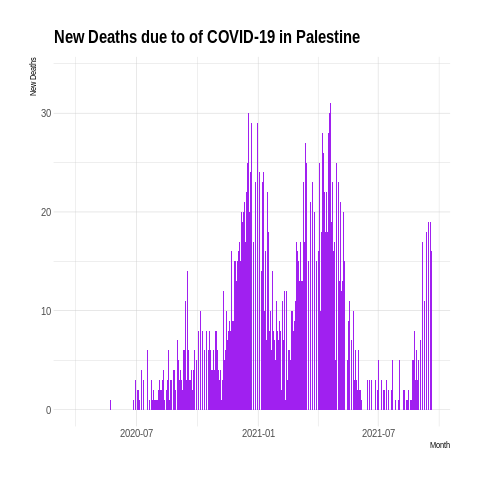 New Deaths due to of COVID-19 in Palestine
New Deaths
30
20
10
0
2020-07 2021-01 2021-07
Month